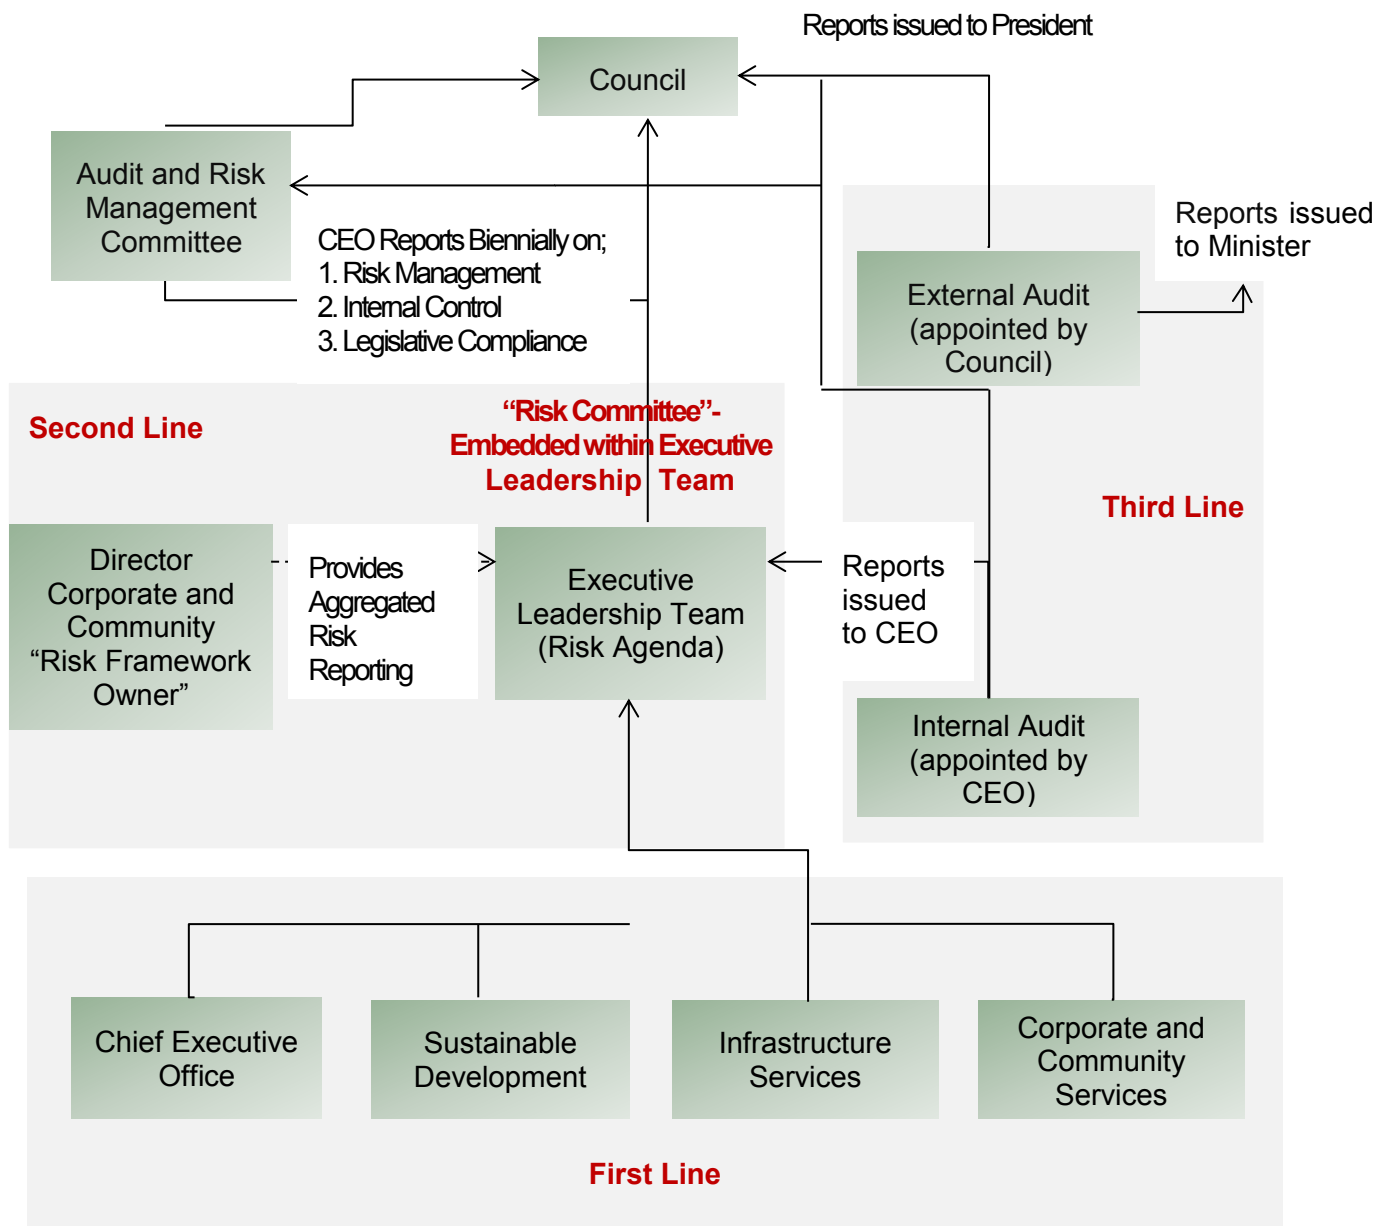 Reports issued to President
Council
Audit and Risk
Management
Committee
CEO Reports Biennially on;
1. Risk Management
2. Internal Control
3. Legislative Compliance
Reports issued
to Minister
External Audit
(appointed by
Council)
Second Line
“Risk Committee”-
Embedded within Executive
Leadership Team
Third Line
Director
Corporate and
Community
“Risk Framework
Owner”
Provides
Aggregated
Risk
Reporting
Executive
Leadership Team
(Risk Agenda)
Reports
issued
to CEO
Internal Audit
(appointed by
CEO)
Chief Executive
Office
Sustainable
Development
Infrastructure
Services
Corporate and
Community
Services
First Line